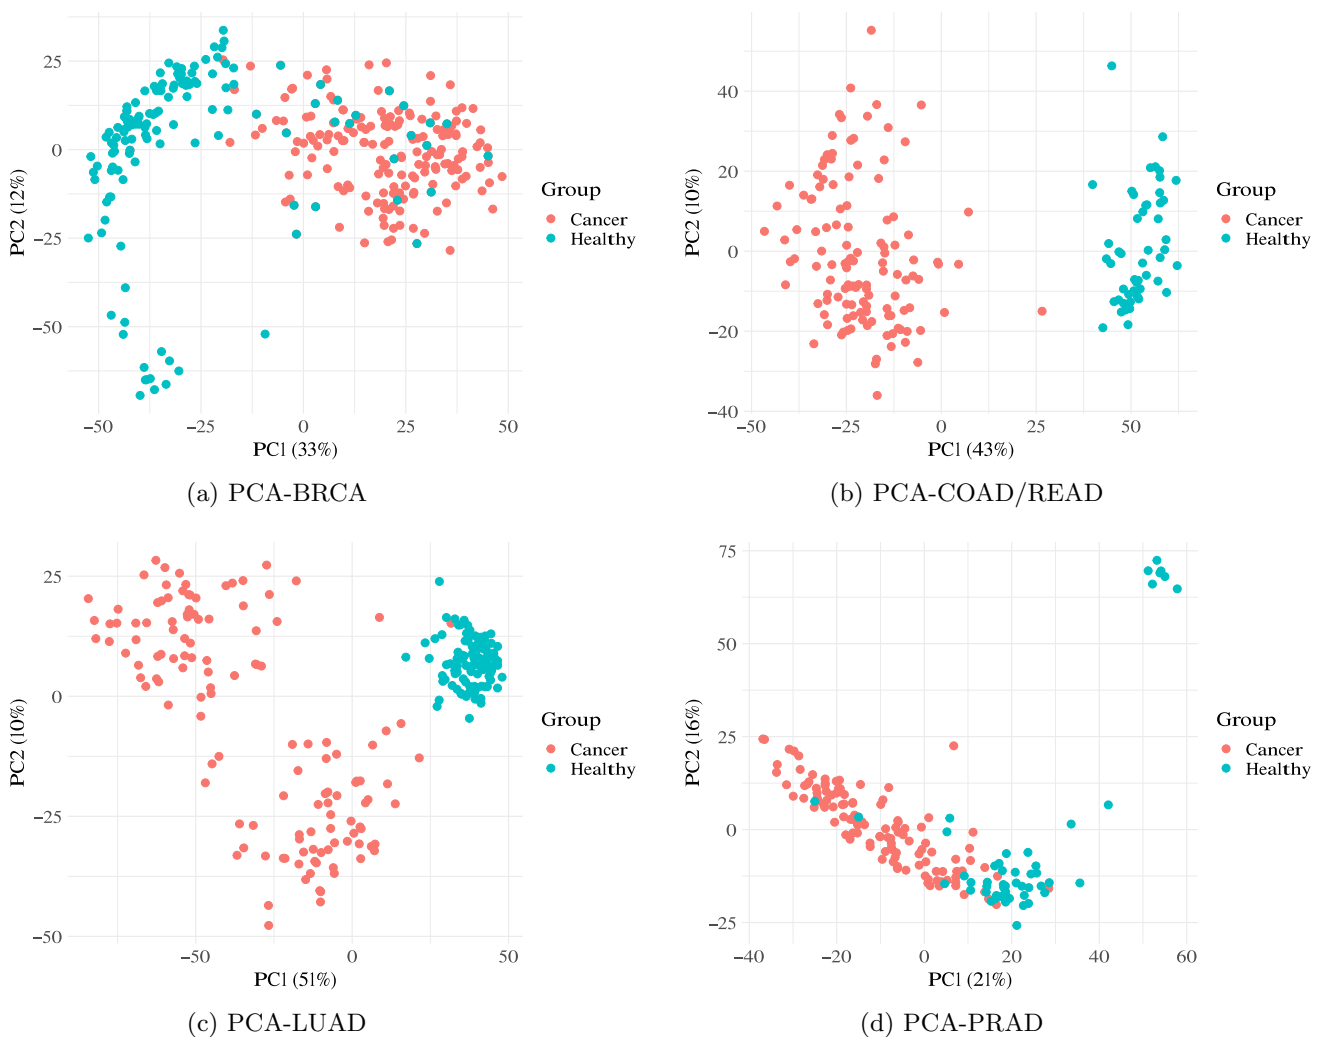 25
0
−25
−50
−50
−25
0
25
50
PC2 (12%)
PC1 (33%)
Group
Cancer
Healthy
(a) PCA-BRCA
40
20
0
−20
−40
−50
−25
0
25
50
PC2 (10%)
PC1 (43%)
Group
Cancer
Healthy
(b) PCA-COAD/READ
25
0
−25
−50
−50
0
50
PC2 (10%)
PC1 (51%)
Group
Cancer
Healthy
(c) PCA-LUAD
75
50
25
0
−25
−40
−20
0
20
40
60
PC2 (16%)
PC1 (21%)
Group
Cancer
Healthy
(d) PCA-PRAD